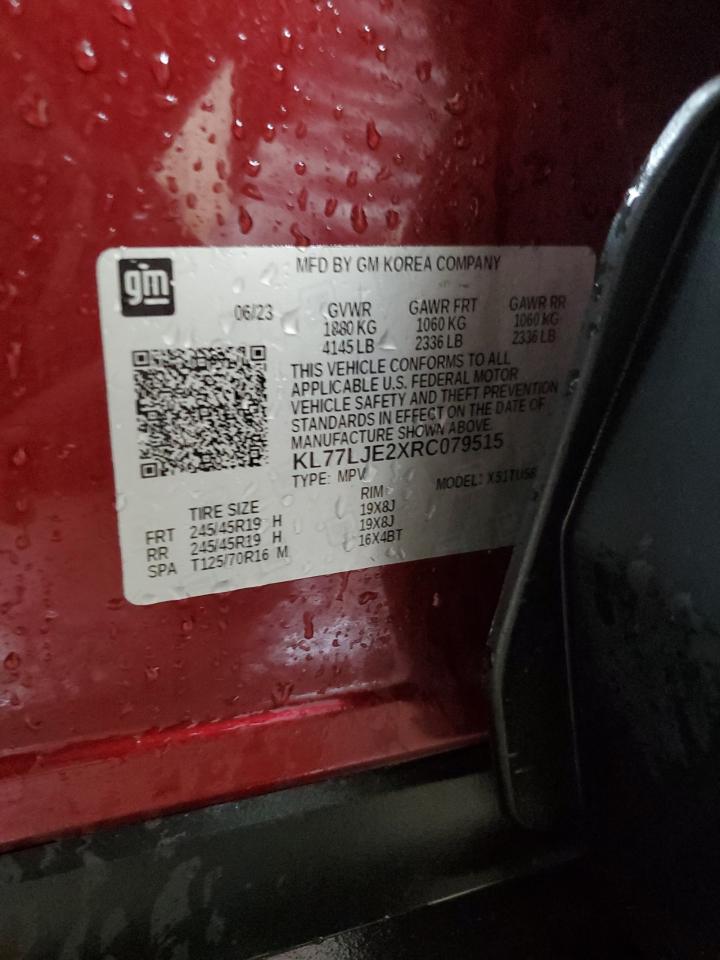 gm
MFD BY GM KOREA COMPANY
06/23 GVWR GAWR FRT GAWR RR
1880 KG 1060 KG 1060 KG
4145 LB 2336 LB 2336 LB
THIS VEHICLE CONFORMS TO ALL
APPLICABLE U.S. FEDERAL MOTOR
VEHICLE SAFETY AND THEFT PREVENTION
STANDARDS IN EFFECT ON THE DATE OF
MANUFACTURE SHOWN ABOVE.
KL77LJE2XRC079515
TYPE: MPV MODEL:
TIRE SIZE RIM
FRT 245/45R19 H 19X8J
RR 245/45R19 H 19X8J
SPA T125/70R16 M 16X4BT